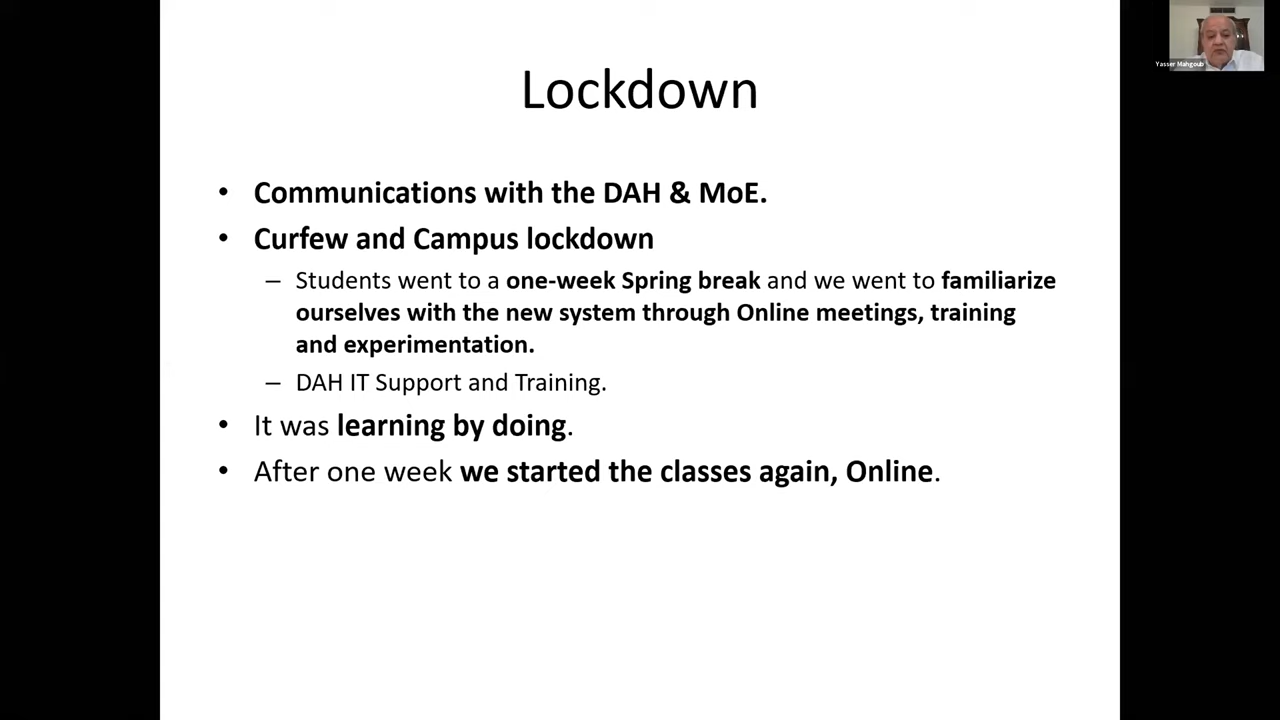 Lockdown
Yasser Mahgoub
• Communications with the DAH & MoE.
• Curfew and Campus lockdown
– Students went to a one-week Spring break and we went to familiarize
ourselves with the new system through Online meetings, training
and experimentation.
– DAH IT Support and Training.
• It was learning by doing.
• After one week we started the classes again, Online.